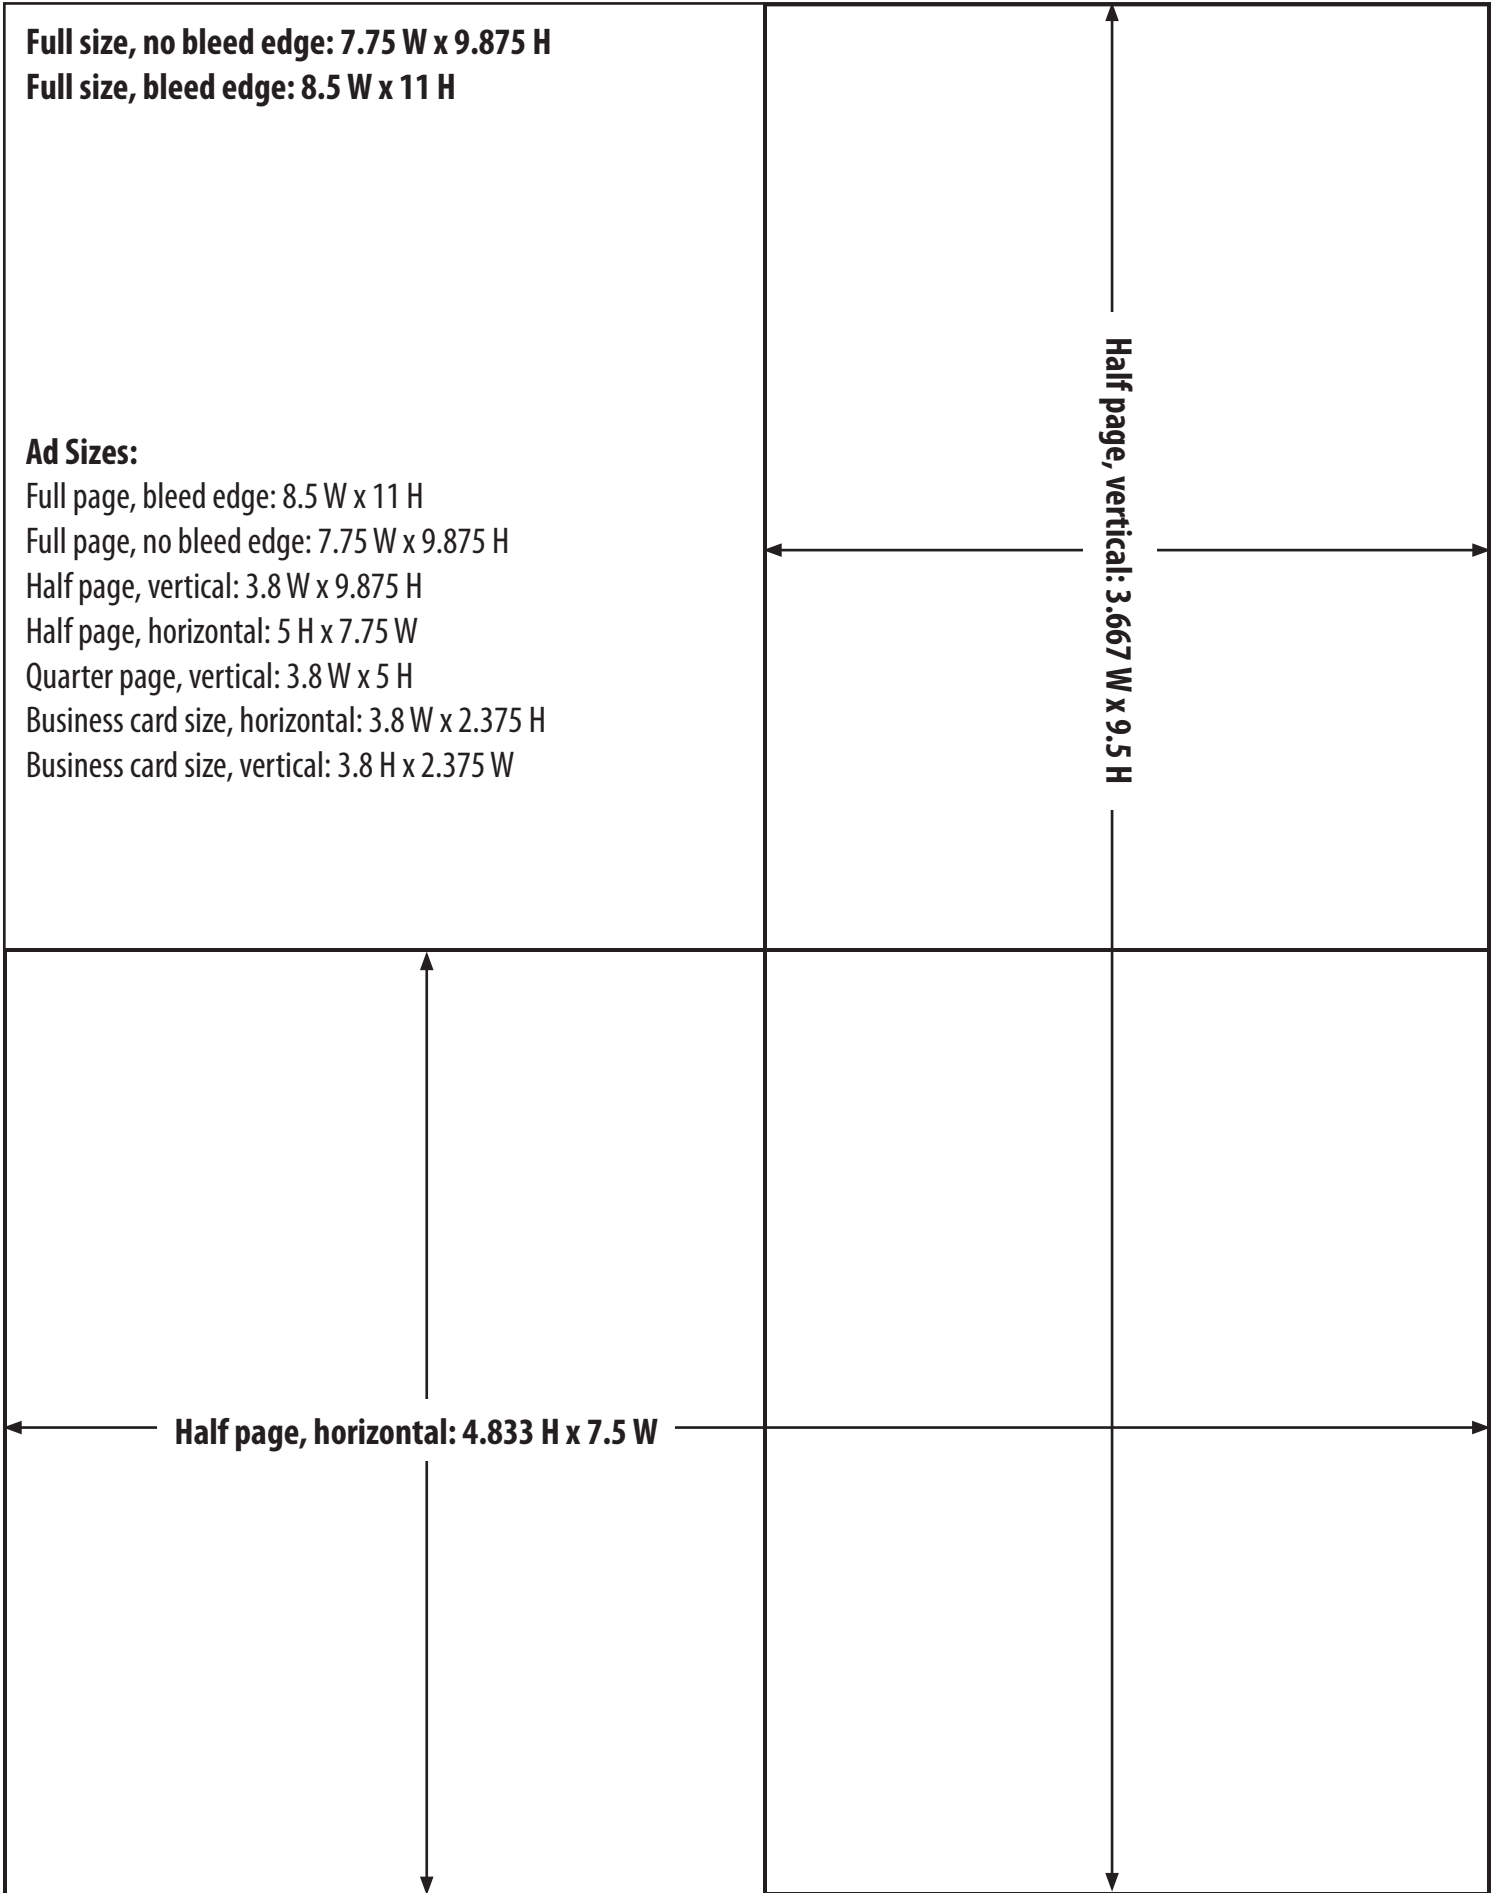 Full size, no bleed edge: 7.75 W x 9.875 H
Full size, bleed edge: 8.5 W x 11 H
Ad Sizes:
Full page, bleed edge: 8.5 W x 11 H
Full page, no bleed edge: 7.75 W x 9.875 H
Half page, vertical: 3.8 W x 9.875 H
Half page, horizontal: 5 H x 7.75 W
Quarter page, vertical: 3.8 W x 5 H
Business card size, horizontal: 3.8 W x 2.375 H
Business card size, vertical: 3.8 H x 2.375 W
Half page, vertical: 3.667 W x 9.5 H
Half page, horizontal: 4.833 H x 7.5 W